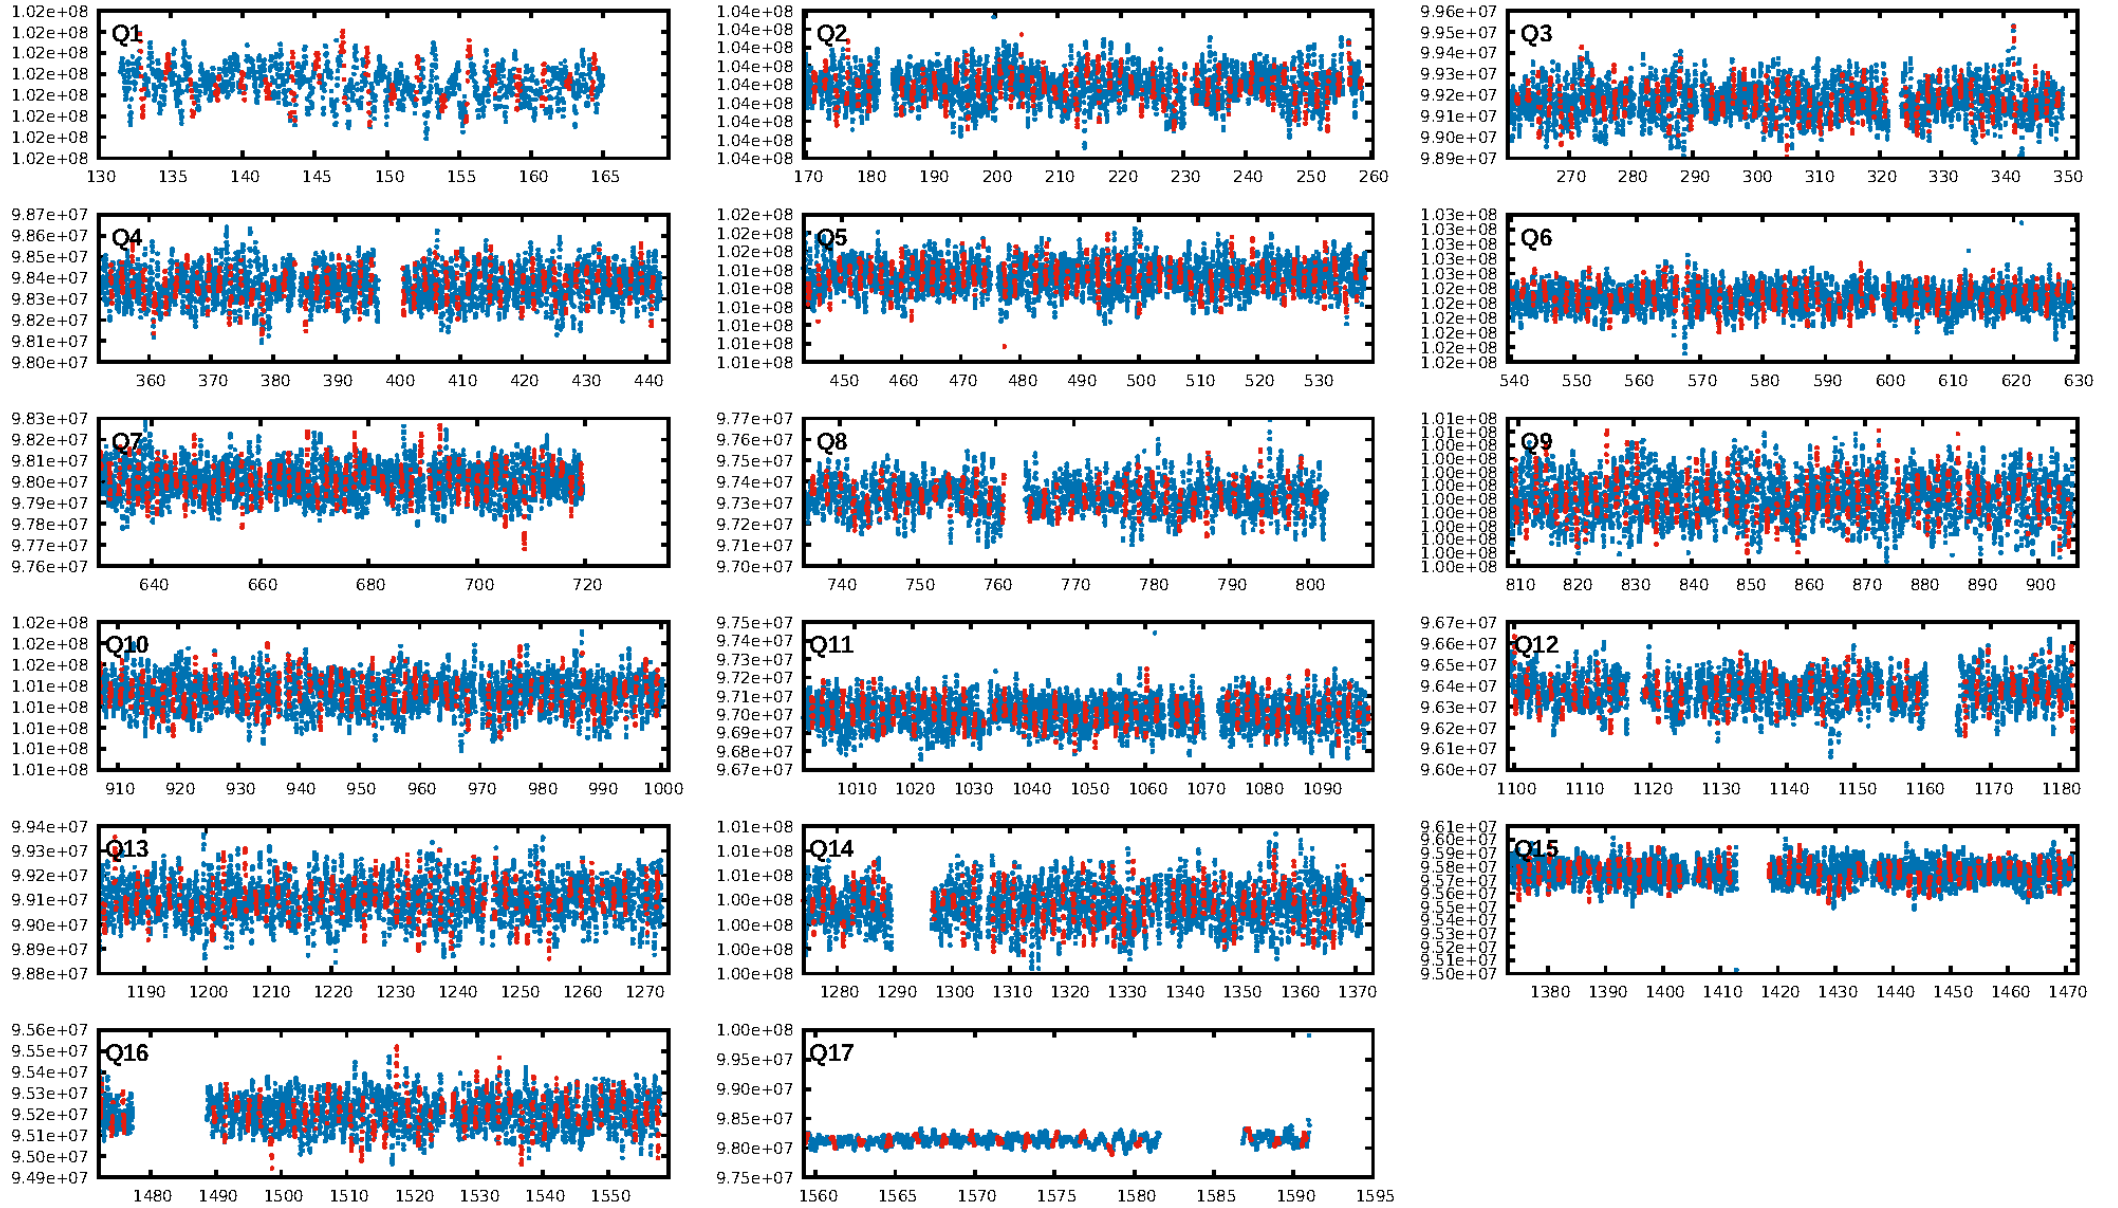 1.02e+08
1.02e+08
1.02e+08
1.02e+08
1.02e+08
1.02e+08
1.02e+08
1.02e+08
Q1
130 135 140 145 150 155 160 165
1.04e+08
1.04e+08
1.04e+08
1.04e+08
1.04e+08
1.04e+08
1.04e+08
1.04e+08
1.04e+08
Q2
170 180 190 200 210 220 230 240 250 260
9.96e+07
9.95e+07
9.94e+07
9.93e+07
9.92e+07
9.91e+07
9.90e+07
9.89e+07
Q3
270 280 290 300 310 320 330 340 350
9.87e+07
9.86e+07
9.85e+07
9.84e+07
9.83e+07
9.82e+07
9.81e+07
9.80e+07
Q4
360 370 380 390 400 410 420 430 440
1.02e+08
1.02e+08
1.02e+08
1.01e+08
1.01e+08
1.01e+08
1.01e+08
1.01e+08
1.01e+08
Q5
450 460 470 480 490 500 510 520 530
1.03e+08
1.03e+08
1.03e+08
1.03e+08
1.03e+08
1.02e+08
1.02e+08
1.02e+08
1.02e+08
1.02e+08
1.02e+08
Q6
540 550 560 570 580 590 600 610 620 630
9.83e+07
9.82e+07
9.81e+07
9.80e+07
9.79e+07
9.78e+07
9.77e+07
9.76e+07
Q7
640 660 680 700 720
9.77e+07
9.76e+07
9.75e+07
9.74e+07
9.73e+07
9.72e+07
9.71e+07
9.70e+07
Q8
740 750 760 770 780 790 800
1.01e+08
1.01e+08
1.00e+08
1.00e+08
1.00e+08
1.00e+08
1.00e+08
1.00e+08
1.00e+08
1.00e+08
1.00e+08
1.00e+08
Q9
810 820 830 840 850 860 870 880 890 900
1.02e+08
1.02e+08
1.02e+08
1.01e+08
1.01e+08
1.01e+08
1.01e+08
1.01e+08
Q10
910 920 930 940 950 960 970 980 990 1000
9.75e+07
9.74e+07
9.73e+07
9.72e+07
9.71e+07
9.70e+07
9.69e+07
9.68e+07
9.67e+07
Q11
1010 1020 1030 1040 1050 1060 1070 1080 1090
9.67e+07
9.66e+07
9.65e+07
9.64e+07
9.63e+07
9.62e+07
9.61e+07
9.60e+07
Q12
1100 1110 1120 1130 1140 1150 1160 1170 1180
9.94e+07
9.93e+07
9.92e+07
9.91e+07
9.90e+07
9.89e+07
9.88e+07
Q13
1190 1200 1210 1220 1230 1240 1250 1260 1270
1.01e+08
1.01e+08
1.01e+08
1.00e+08
1.00e+08
1.00e+08
1.00e+08
Q14
1280 1290 1300 1310 1320 1330 1340 1350 1360 1370
9.61e+07
9.60e+07
9.59e+07
9.58e+07
9.57e+07
9.56e+07
9.55e+07
9.54e+07
9.53e+07
9.52e+07
9.51e+07
9.50e+07
Q15
1380 1390 1400 1410 1420 1430 1440 1450 1460 1470
9.56e+07
9.55e+07
9.54e+07
9.53e+07
9.52e+07
9.51e+07
9.50e+07
9.49e+07
Q16
1480 1490 1500 1510 1520 1530 1540 1550
1.00e+08
9.95e+07
9.90e+07
9.85e+07
9.80e+07
9.75e+07
Q17
1560 1565 1570 1575 1580 1585 1590 1595